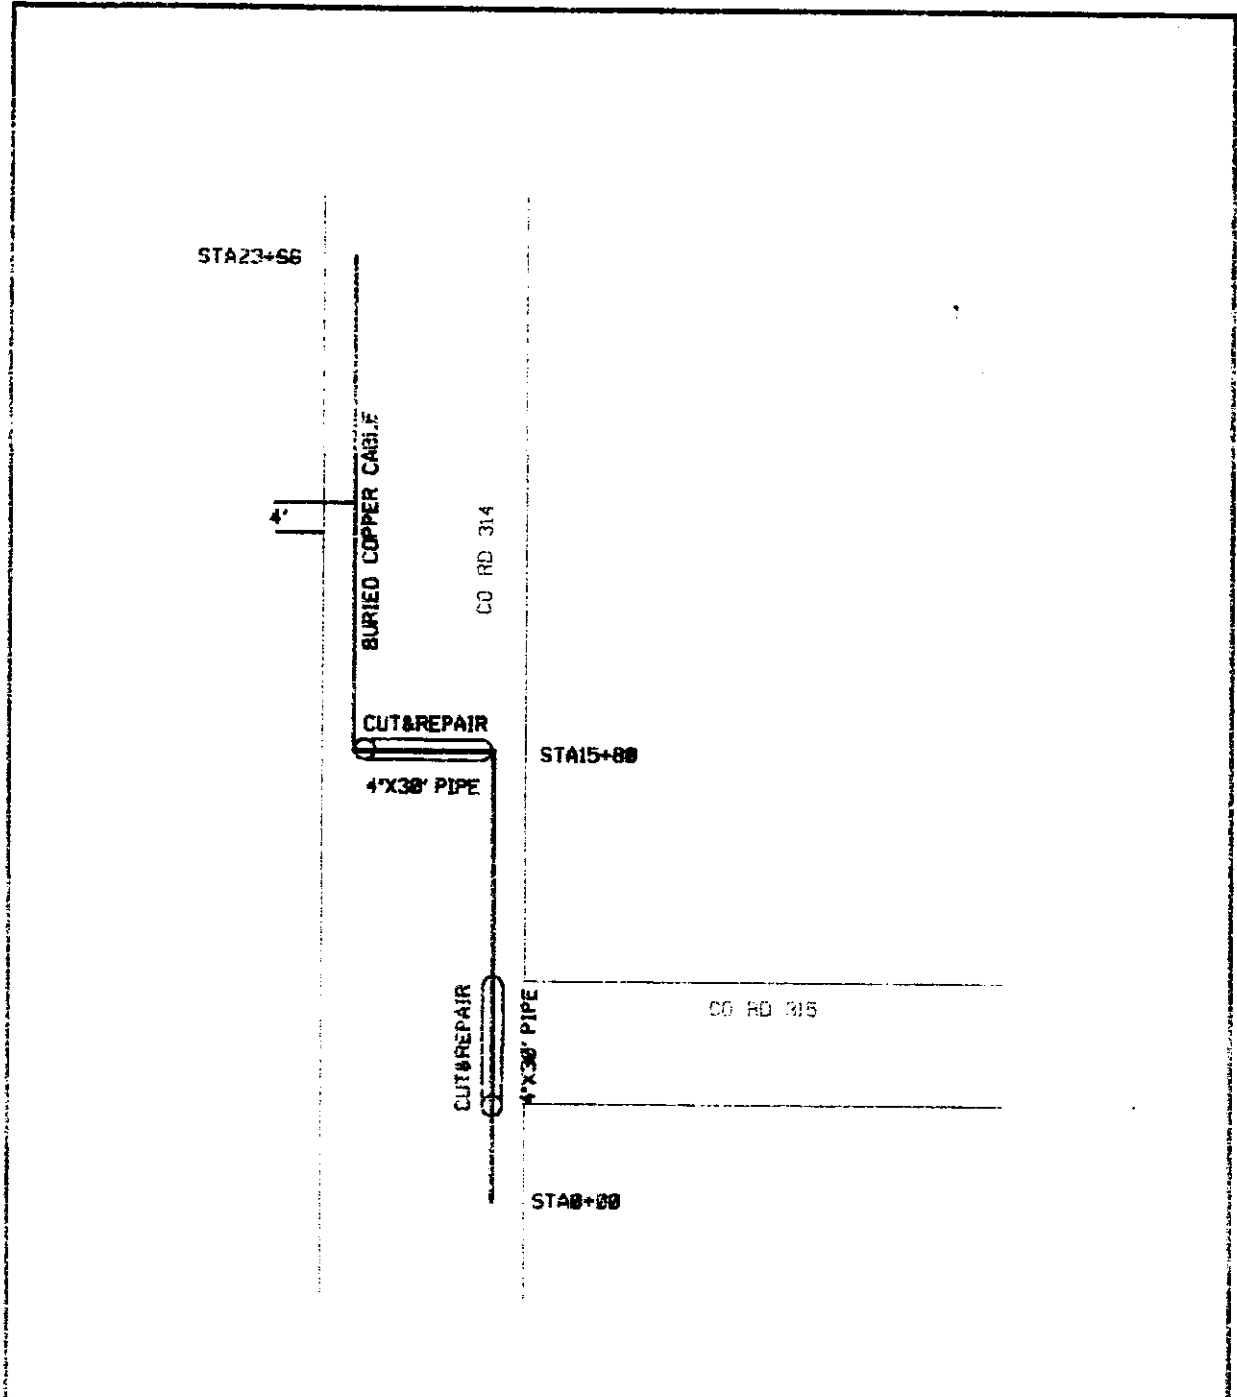 STA23+56
BURIED COPPER CABLE
4'
CO RD 314
CUT&REPAIR
STA15+80
4"X30' PIPE
CUT&REPAIR
4"X30' PIPE
CO RD 315
STA0+00